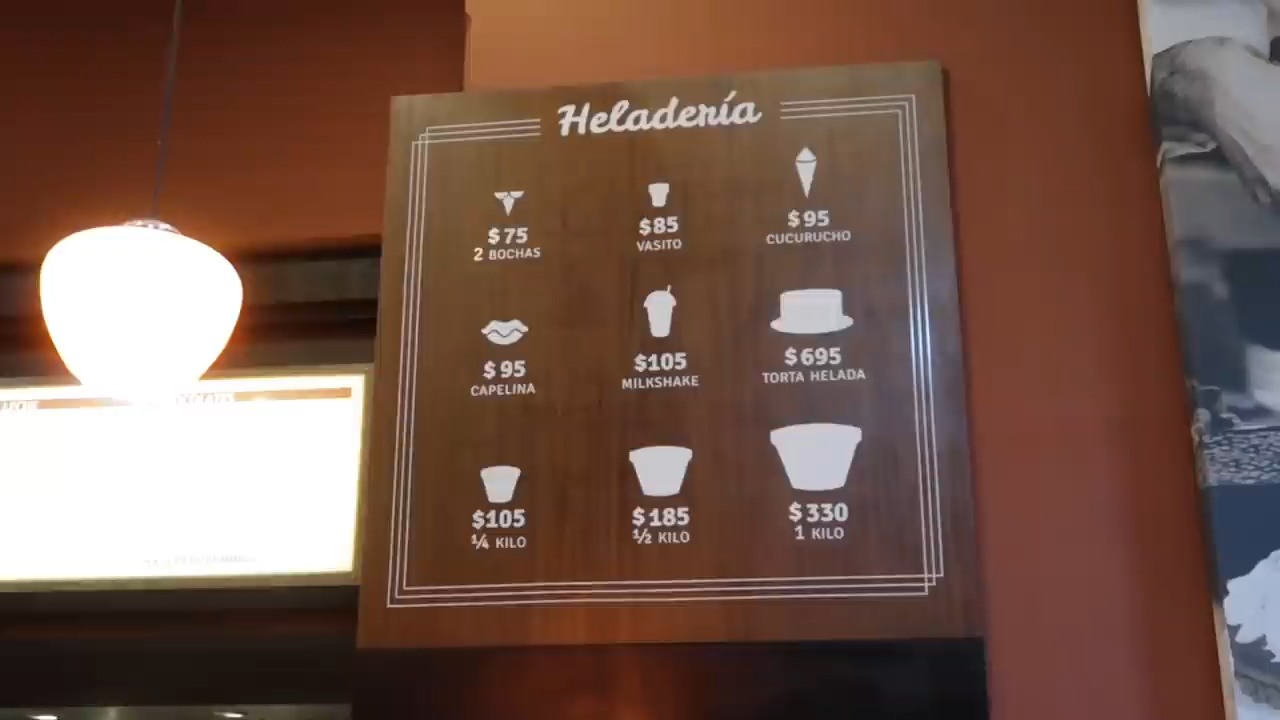 Heladería
$75
2 BOCHAS
$85
VASITO
$95
CUCURUCHO
$95
CAPELINA
$105
MILKSHAKE
$695
TORTA HELADA
$105
¼ KILO
$185
½ KILO
$330
1 KILO